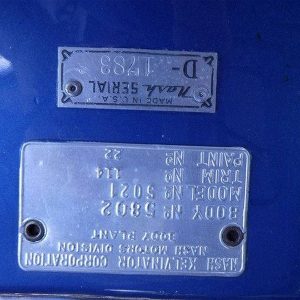 MADE IN U.S.A.
Nash SERIAL
D-1783
NASH KELVINATOR CORPORATION
NASH MOTORS DIVISION
BODY PLANT
BODY Nº 5802
MODEL Nº 5021
TRIM Nº 114
PAINT Nº 22